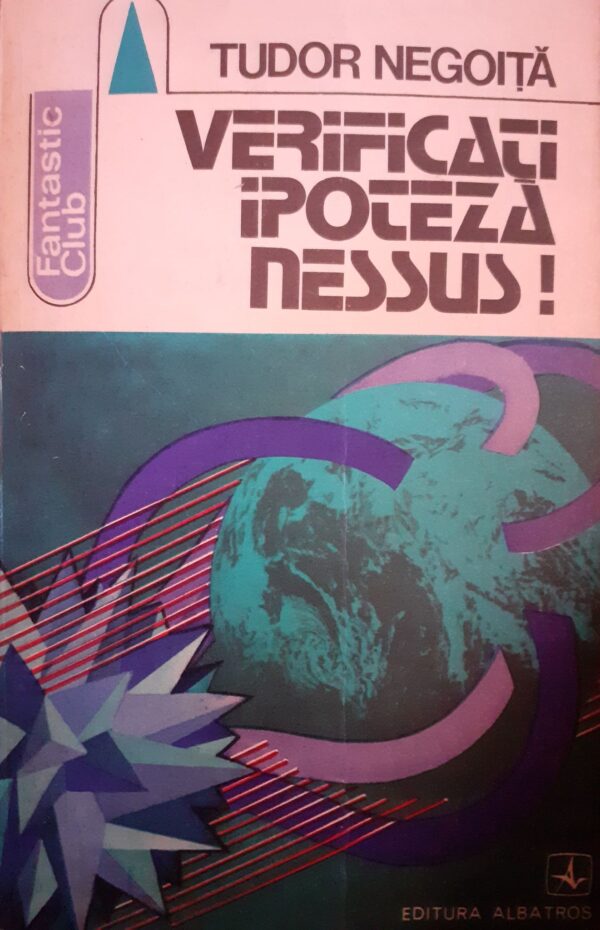 TUDOR NEGOIȚĂ
VERIFICAȚI
IPOTEZA
NESSUS!
Fantastic
Club
EDITURA ALBATROS